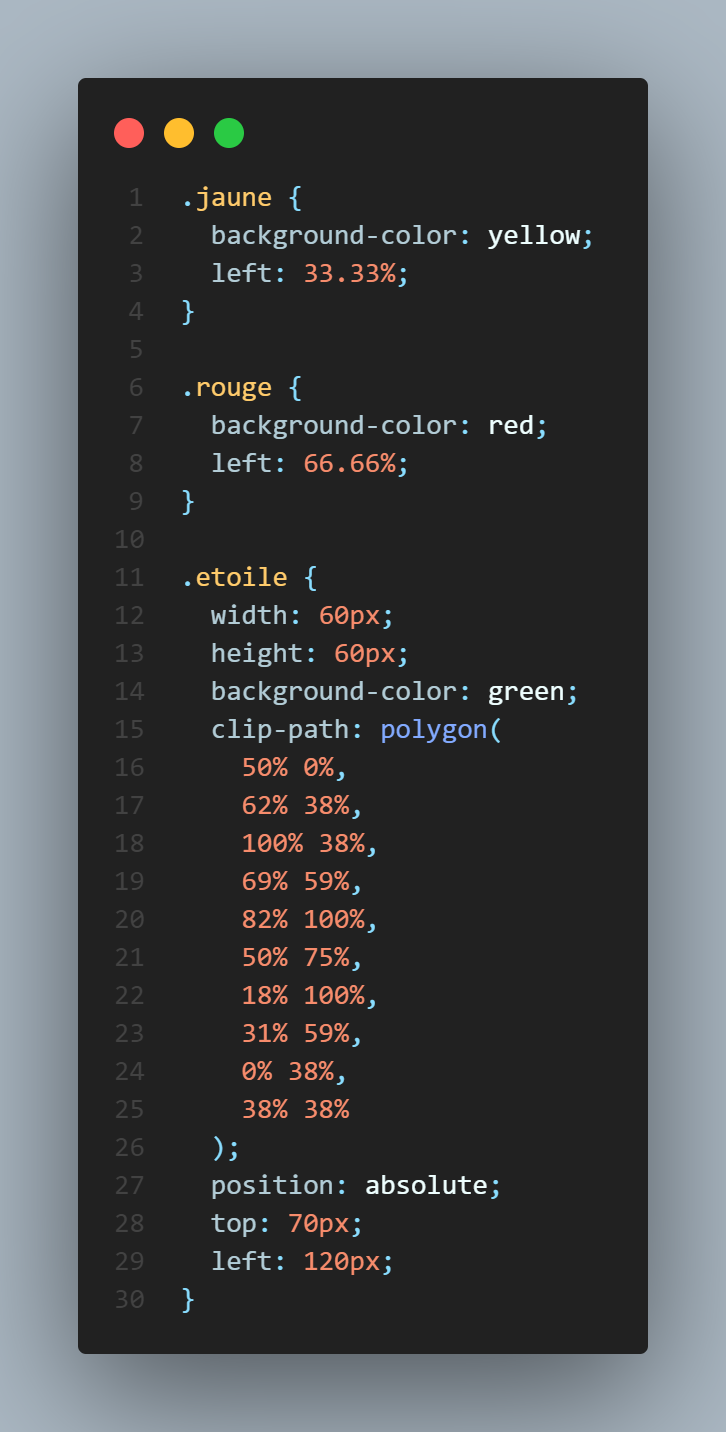 1 .jaune {
2 background-color: yellow;
3 left: 33.33%;
4 }
5
6 .rouge {
7 background-color: red;
8 left: 66.66%;
9 }
10
11 .etoile {
12 width: 60px;
13 height: 60px;
14 background-color: green;
15 clip-path: polygon(
16 50% 0%,
17 62% 38%,
18 100% 38%,
19 69% 59%,
20 82% 100%,
21 50% 75%,
22 18% 100%,
23 31% 59%,
24 0% 38%,
25 38% 38%
26 );
27 position: absolute;
28 top: 70px;
29 left: 120px;
30 }